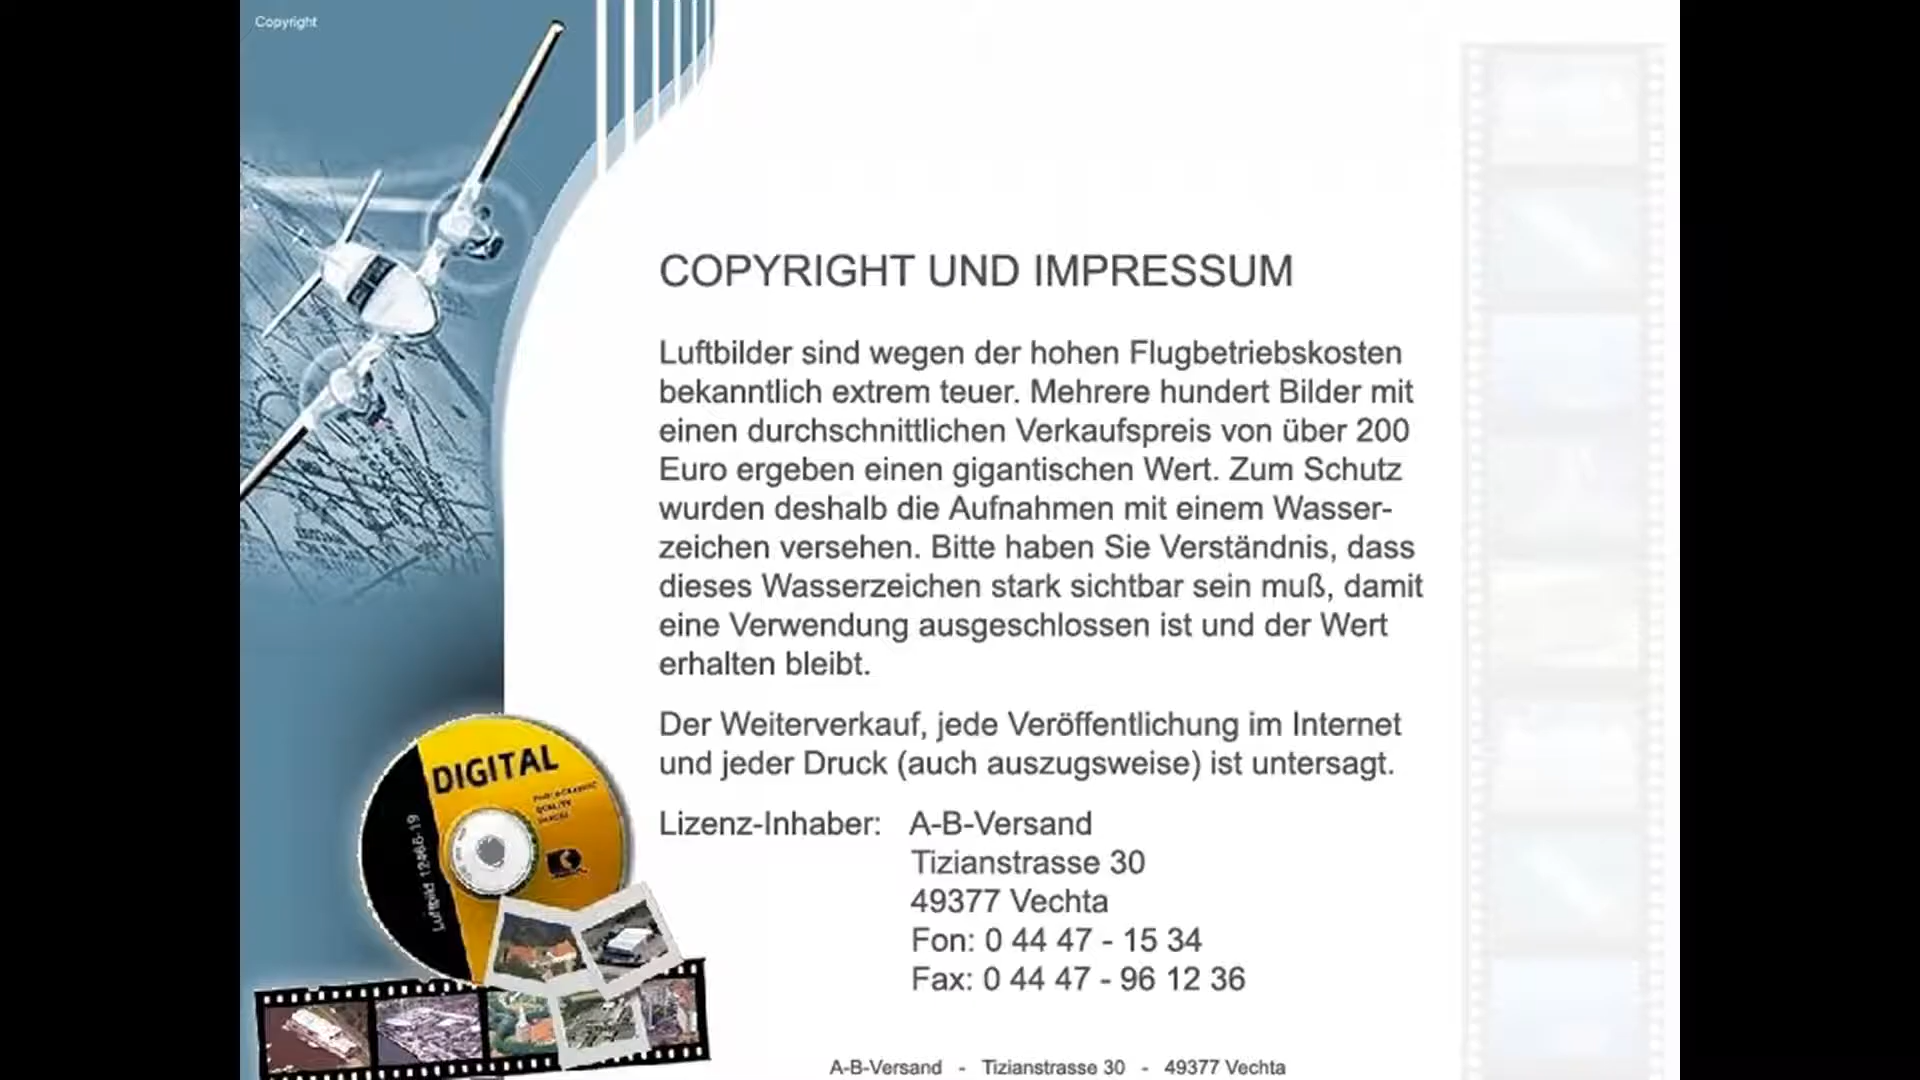 Copyright
COPYRIGHT UND IMPRESSUM
Luftbilder sind wegen der hohen Flugbetriebskosten
bekanntlich extrem teuer. Mehrere hundert Bilder mit
einen durchschnittlichen Verkaufspreis von über 200
Euro ergeben einen gigantischen Wert. Zum Schutz
wurden deshalb die Aufnahmen mit einem Wasser-
zeichen versehen. Bitte haben Sie Verständnis, dass
dieses Wasserzeichen stark sichtbar sein muß, damit
eine Verwendung ausgeschlossen ist und der Wert
erhalten bleibt.
Der Weiterverkauf, jede Veröffentlichung im Internet
und jeder Druck (auch auszugsweise) ist untersagt.
Lizenz-Inhaber: A-B-Versand
Tizianstrasse 30
49377 Vechta
Fon: 0 44 47 - 15 34
Fax: 0 44 47 - 96 12 36
DIGITAL
Luftbild
A-B-Versand - Tizianstrasse 30 - 49377 Vechta